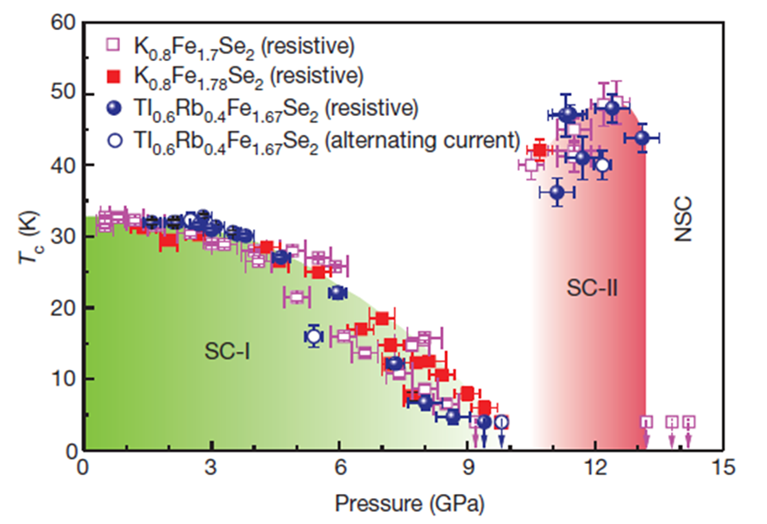 60
50
40
30
20
10
0
T_c (K)
K₀.₈Fe₁.₇Se₂ (resistive)
K₀.₈Fe₁.₇₈Se₂ (resistive)
Tl₀.₆Rb₀.₄Fe₁.₆₇Se₂ (resistive)
Tl₀.₆Rb₀.₄Fe₁.₆₇Se₂ (alternating current)
NSC
SC-II
SC-I
0 3 6 9 12 15
Pressure (GPa)